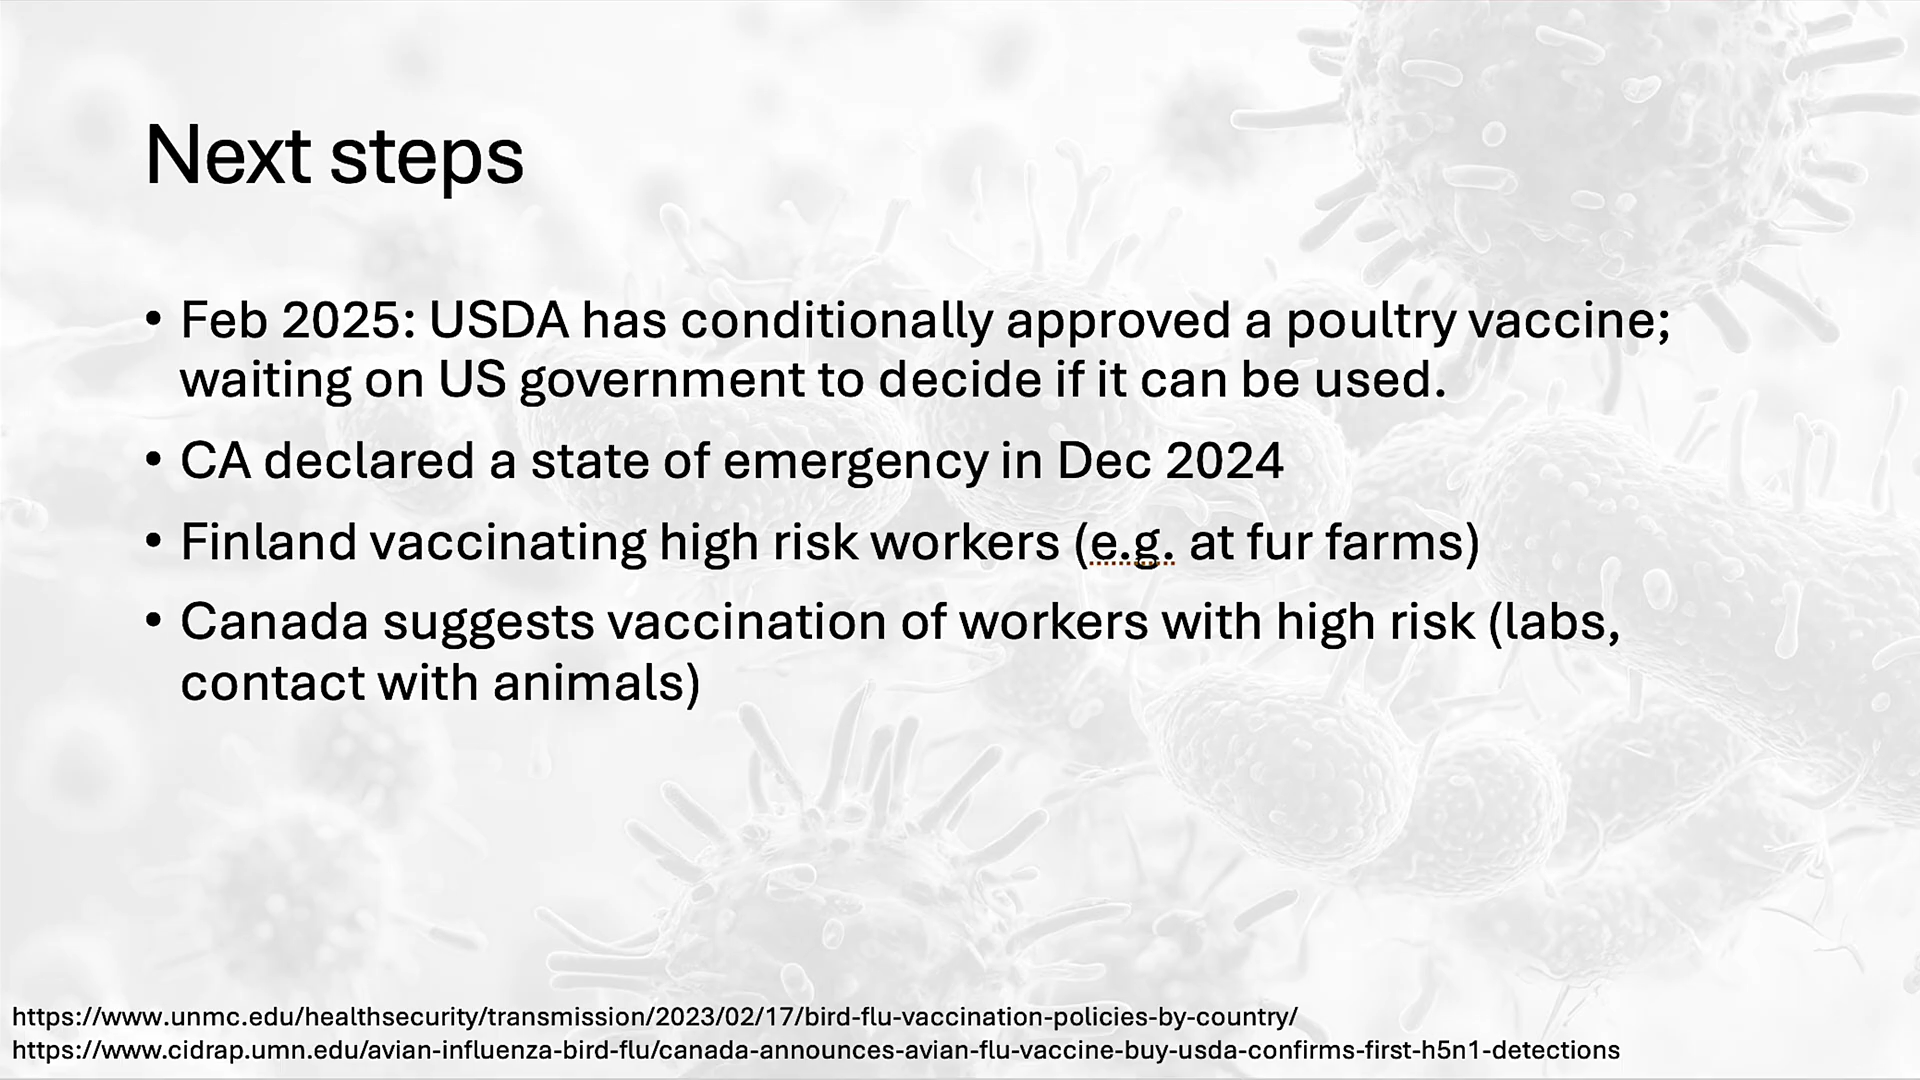 Next steps
• Feb 2025: USDA has conditionally approved a poultry vaccine;
waiting on US government to decide if it can be used.
• CA declared a state of emergency in Dec 2024
• Finland vaccinating high risk workers (e.g. at fur farms)
• Canada suggests vaccination of workers with high risk (labs,
contact with animals)
https://www.unmc.edu/healthsecurity/transmission/2023/02/17/bird-flu-vaccination-policies-by-country/
https://www.cidrap.umn.edu/avian-influenza-bird-flu/canada-announces-avian-flu-vaccine-buy-usda-confirms-first-h5n1-detections